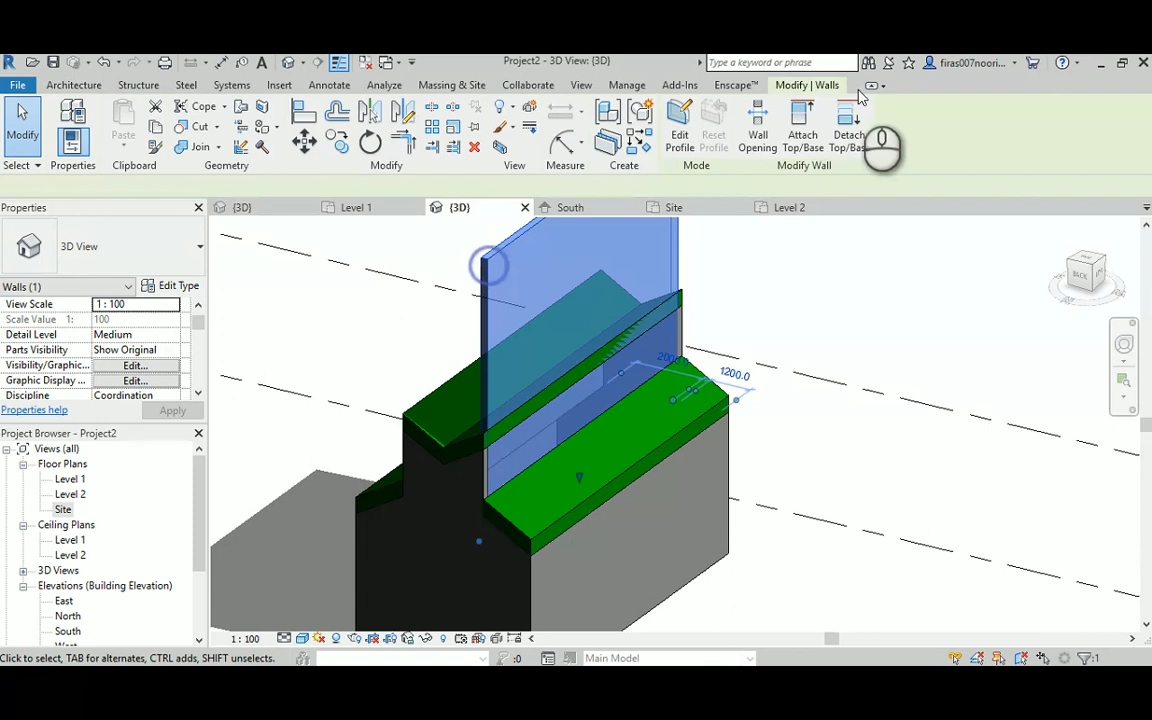 Project2 - 3D View: {3D}
Type a keyword or phrase
firas007noori...
File
Architecture
Structure
Steel
Systems
Insert
Annotate
Analyze
Massing & Site
Collaborate
View
Manage
Add-Ins
Enscape™
Modify | Walls
Modify
Select
Properties
Paste
Clipboard
Cope
Cut
Join
Geometry
Modify
View
Measure
Create
Edit Profile
Reset Profile
Mode
Wall Opening
Attach Top/Base
Detach Top/Base
Modify Wall
Properties
{3D}
Level 1
{3D}
South
Site
Level 2
3D View
Walls (1)
Edit Type
View Scale
1 : 100
Scale Value 1:
100
Detail Level
Medium
Parts Visibility
Show Original
Visibility/Graphic...
Edit...
Graphic Display ...
Edit...
Discipline
Coordination
Properties help
Apply
Project Browser - Project2
Views (all)
Floor Plans
Level 1
Level 2
Site
Ceiling Plans
Level 1
Level 2
3D Views
Elevations (Building Elevation)
East
North
South
BACK
1200.0
1 : 100
Click to select, TAB for alternates, CTRL adds, SHIFT unselects.
:0
Main Model
:1